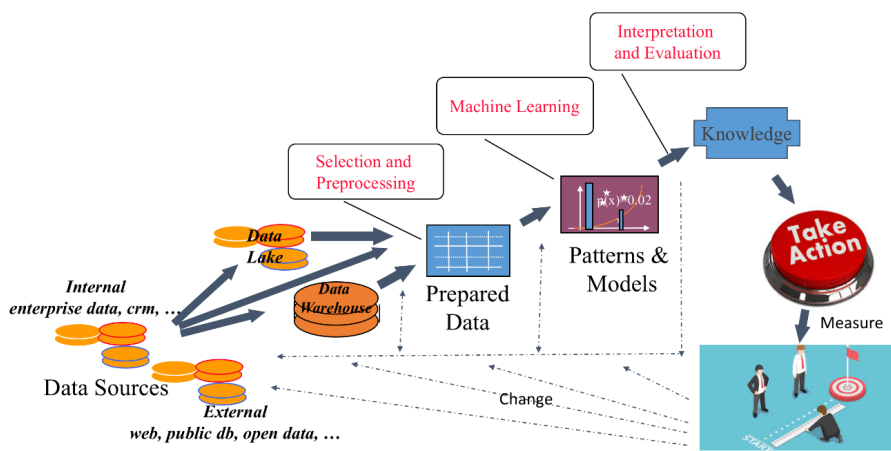 Interpretation
and Evaluation
Machine Learning
Knowledge
Selection and
Preprocessing
p(x)=0.02
Take
Action
Data
Lake
Patterns &
Models
Internal
enterprise data, crm, …
Data
Warehouse
Prepared
Data
Measure
Data Sources
Change
External
web, public db, open data, …
START